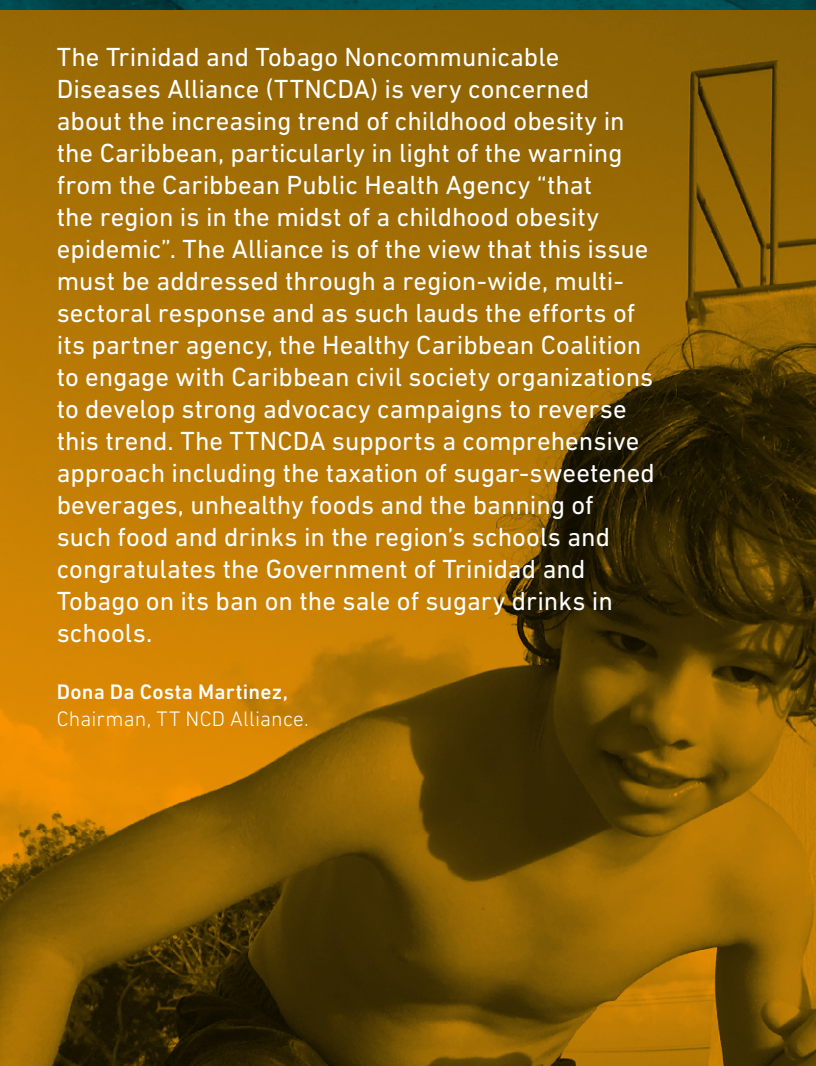 The Trinidad and Tobago Noncommunicable
Diseases Alliance (TTNCDA) is very concerned
about the increasing trend of childhood obesity in
the Caribbean, particularly in light of the warning
from the Caribbean Public Health Agency “that
the region is in the midst of a childhood obesity
epidemic”. The Alliance is of the view that this issue
must be addressed through a region-wide, multi-
sectoral response and as such lauds the efforts of
its partner agency, the Healthy Caribbean Coalition
to engage with Caribbean civil society organizations
to develop strong advocacy campaigns to reverse
this trend. The TTNCDA supports a comprehensive
approach including the taxation of sugar-sweetened
beverages, unhealthy foods and the banning of
such food and drinks in the region’s schools and
congratulates the Government of Trinidad and
Tobago on its ban on the sale of sugary drinks in
schools.
Dona Da Costa Martinez,
Chairman, TT NCD Alliance.